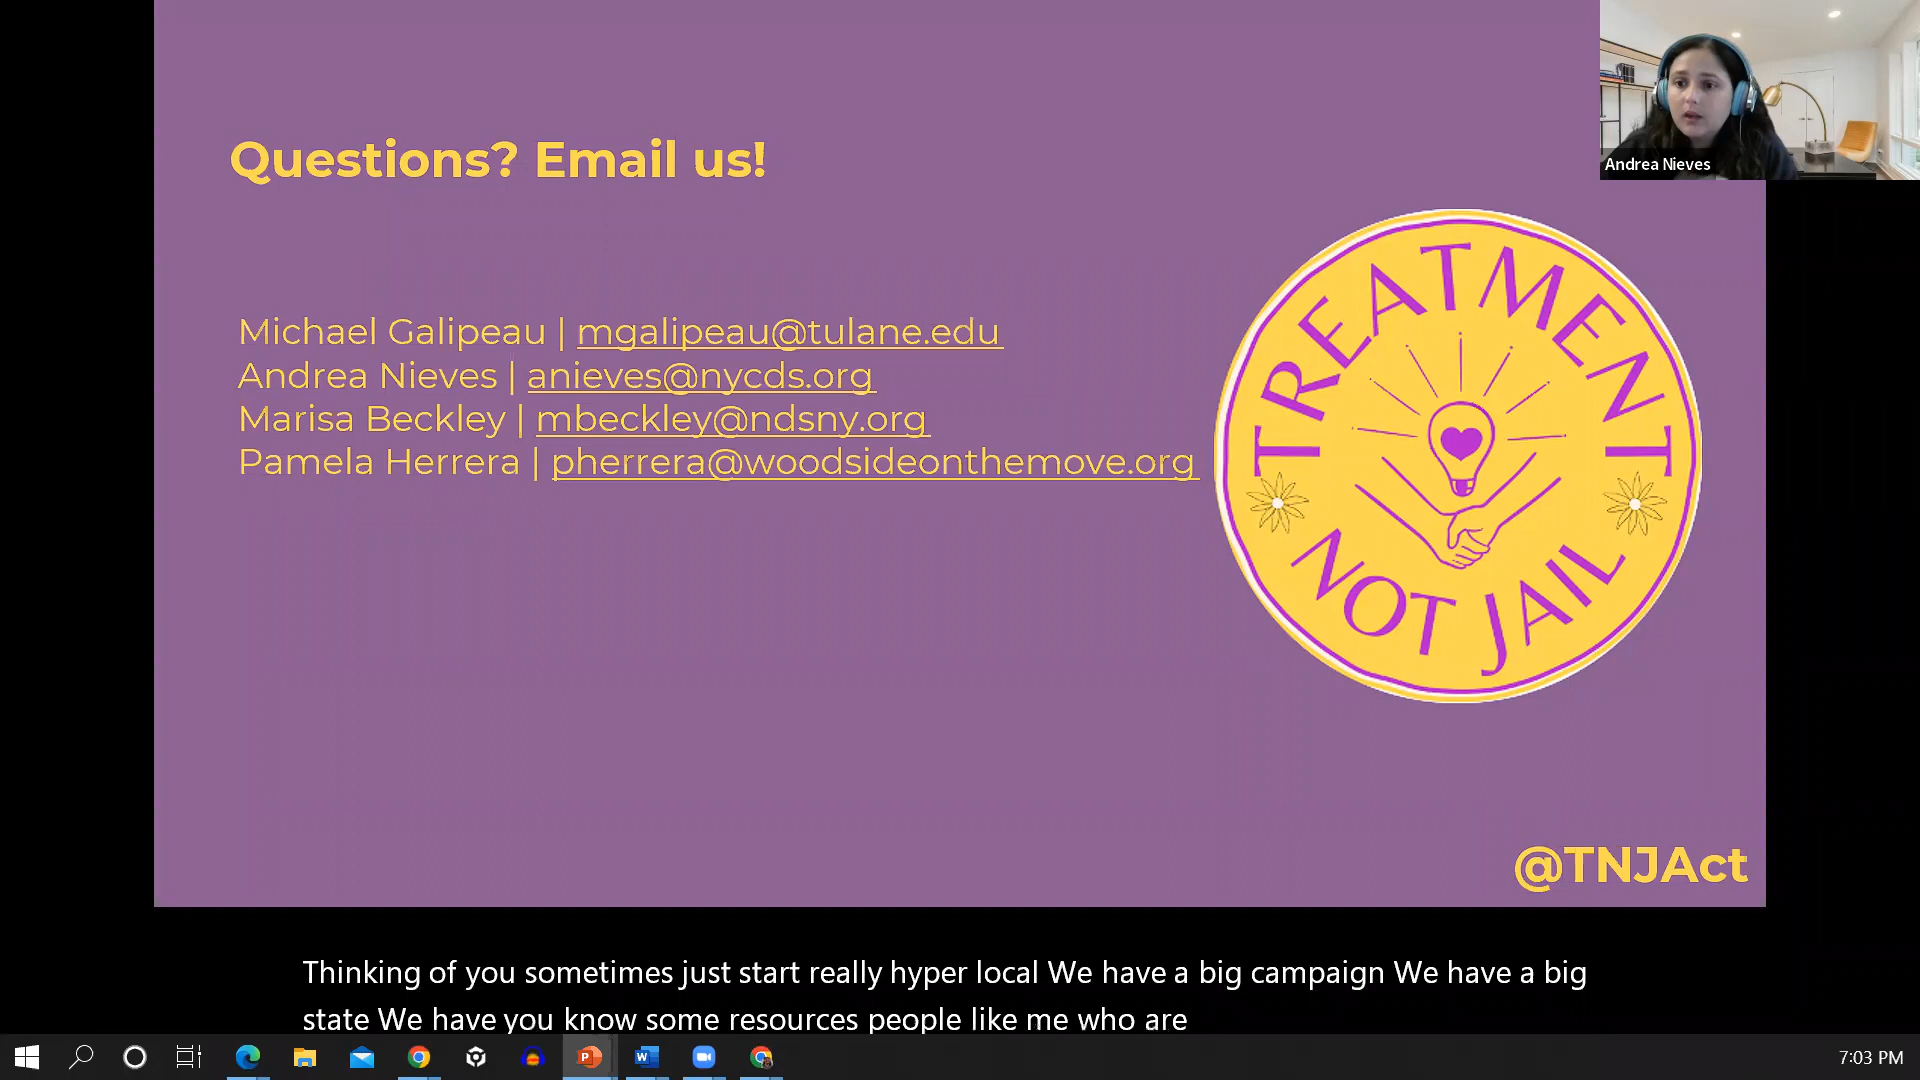 Questions? Email us!
Andrea Nieves
Michael Galipeau | mgalipeau@tulane.edu
Andrea Nieves | anieves@nycds.org
Marisa Beckley | mbeckley@ndsny.org
Pamela Herrera | pherrera@woodsideonthemove.org
TREATMENT
NOT JAIL
@TNJAct
Thinking of you sometimes just start really hyper local We have a big campaign We have a big
state We have you know some resources people like me who are
7:03 PM